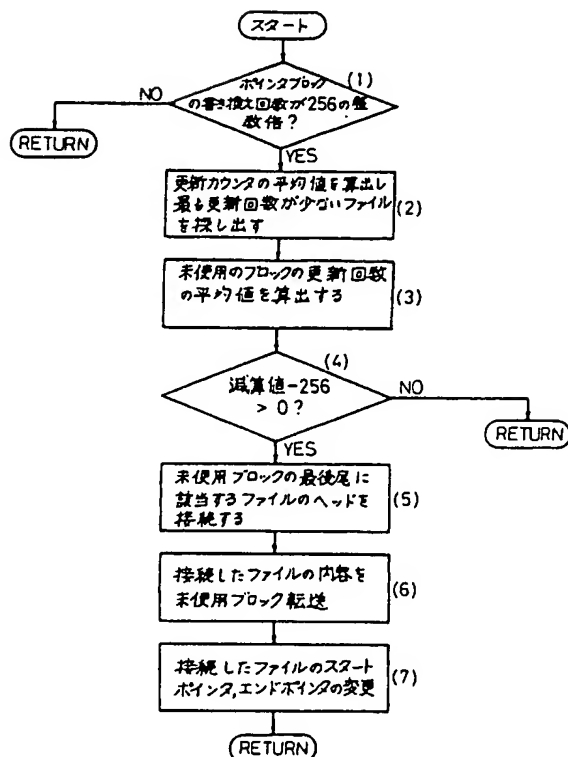 スタート
(1)
ポインタブロック
の書き換え回数が256の整
数倍?
NO
RETURN
YES
更新カウンタの平均値を算出し
最も更新回数が少ないファイル
を探し出す
(2)
未使用のブロックの更新回数
の平均値を算出する
(3)
(4)
減算値-256
> 0?
NO
RETURN
YES
未使用ブロックの最後尾に
該当するファイルのヘッドを
接続する
(5)
接続したファイルの内容を
未使用ブロック転送
(6)
接続したファイルのスタート
ポインタ,エンドポインタの変更
(7)
RETURN